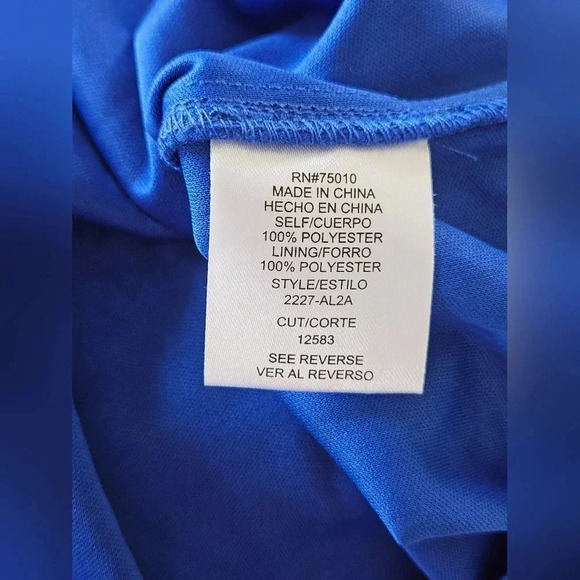 RN#75010
MADE IN CHINA
HECHO EN CHINA
SELF/CUERPO
100% POLYESTER
LINING/FORRO
100% POLYESTER
STYLE/ESTILO
2227-AL2A
CUT/CORTE
12583
SEE REVERSE
VER AL REVERSO